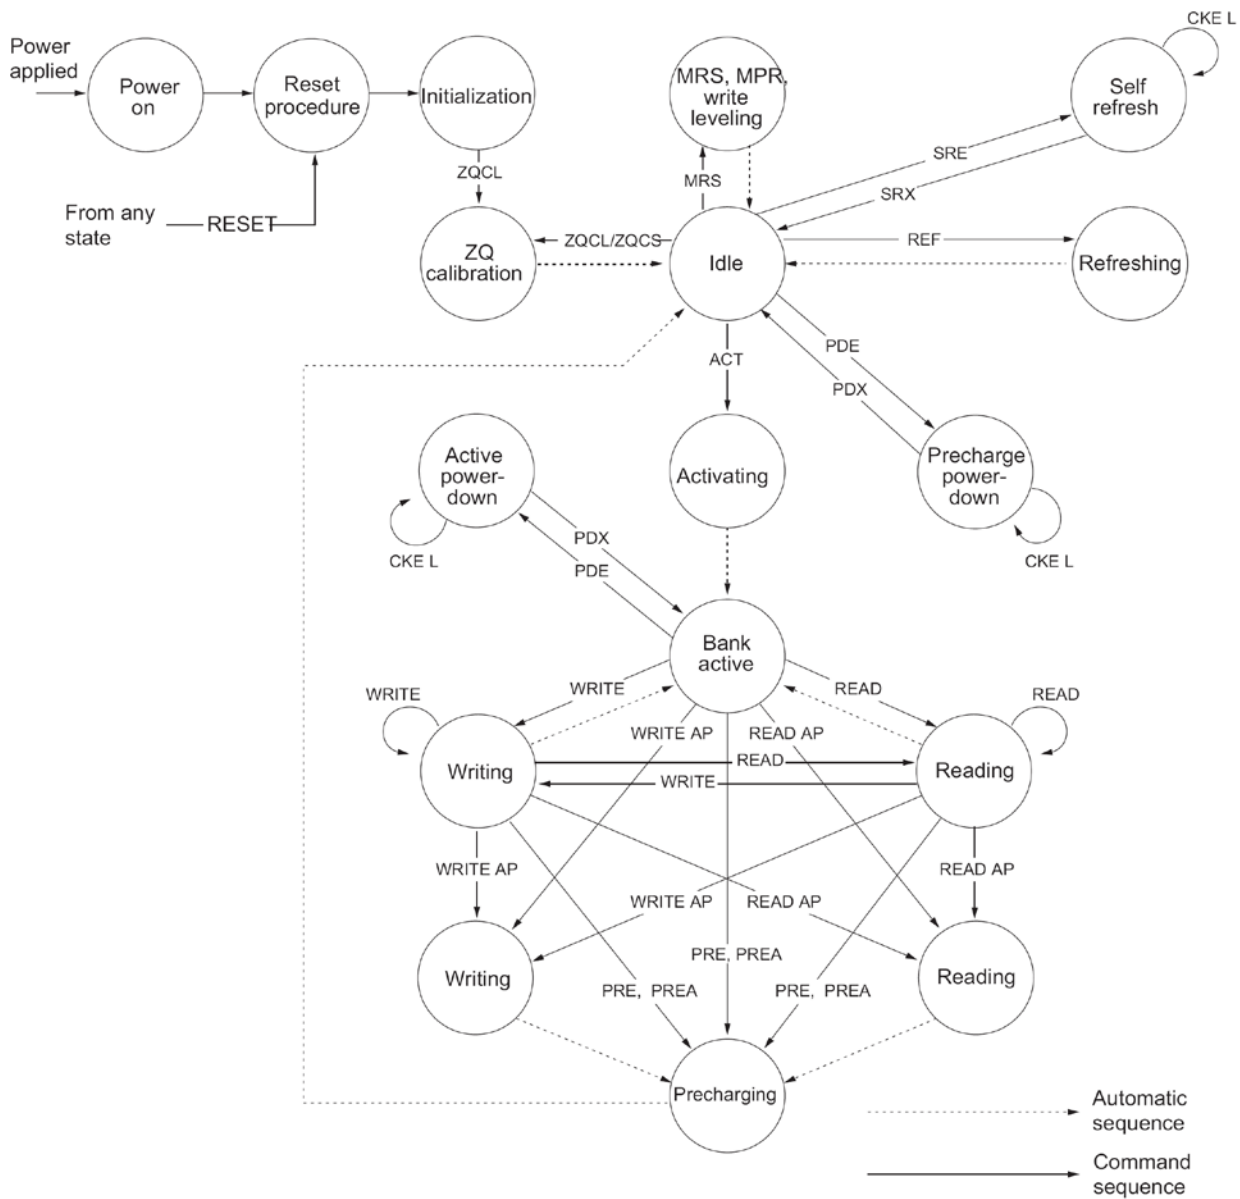 CKE L
Power
applied
Power
on
Reset
procedure
Initialization
MRS, MPR,
write
leveling
Self
refresh
SRE
ZQCL
MRS
SRX
From any
state
RESET
ZQCL/ZQCS
REF
ZQ
calibration
Idle
Refreshing
PDE
ACT
PDX
Active
power-
down
Activating
Precharge
power-
down
PDX
CKE L
CKE L
PDE
Bank
active
WRITE
WRITE
READ
READ
WRITE AP
READ AP
READ
Writing
Reading
WRITE
WRITE AP
READ AP
WRITE AP
READ AP
PRE, PREA
Writing
Reading
PRE, PREA
PRE, PREA
Precharging
Automatic
sequence
Command
sequence